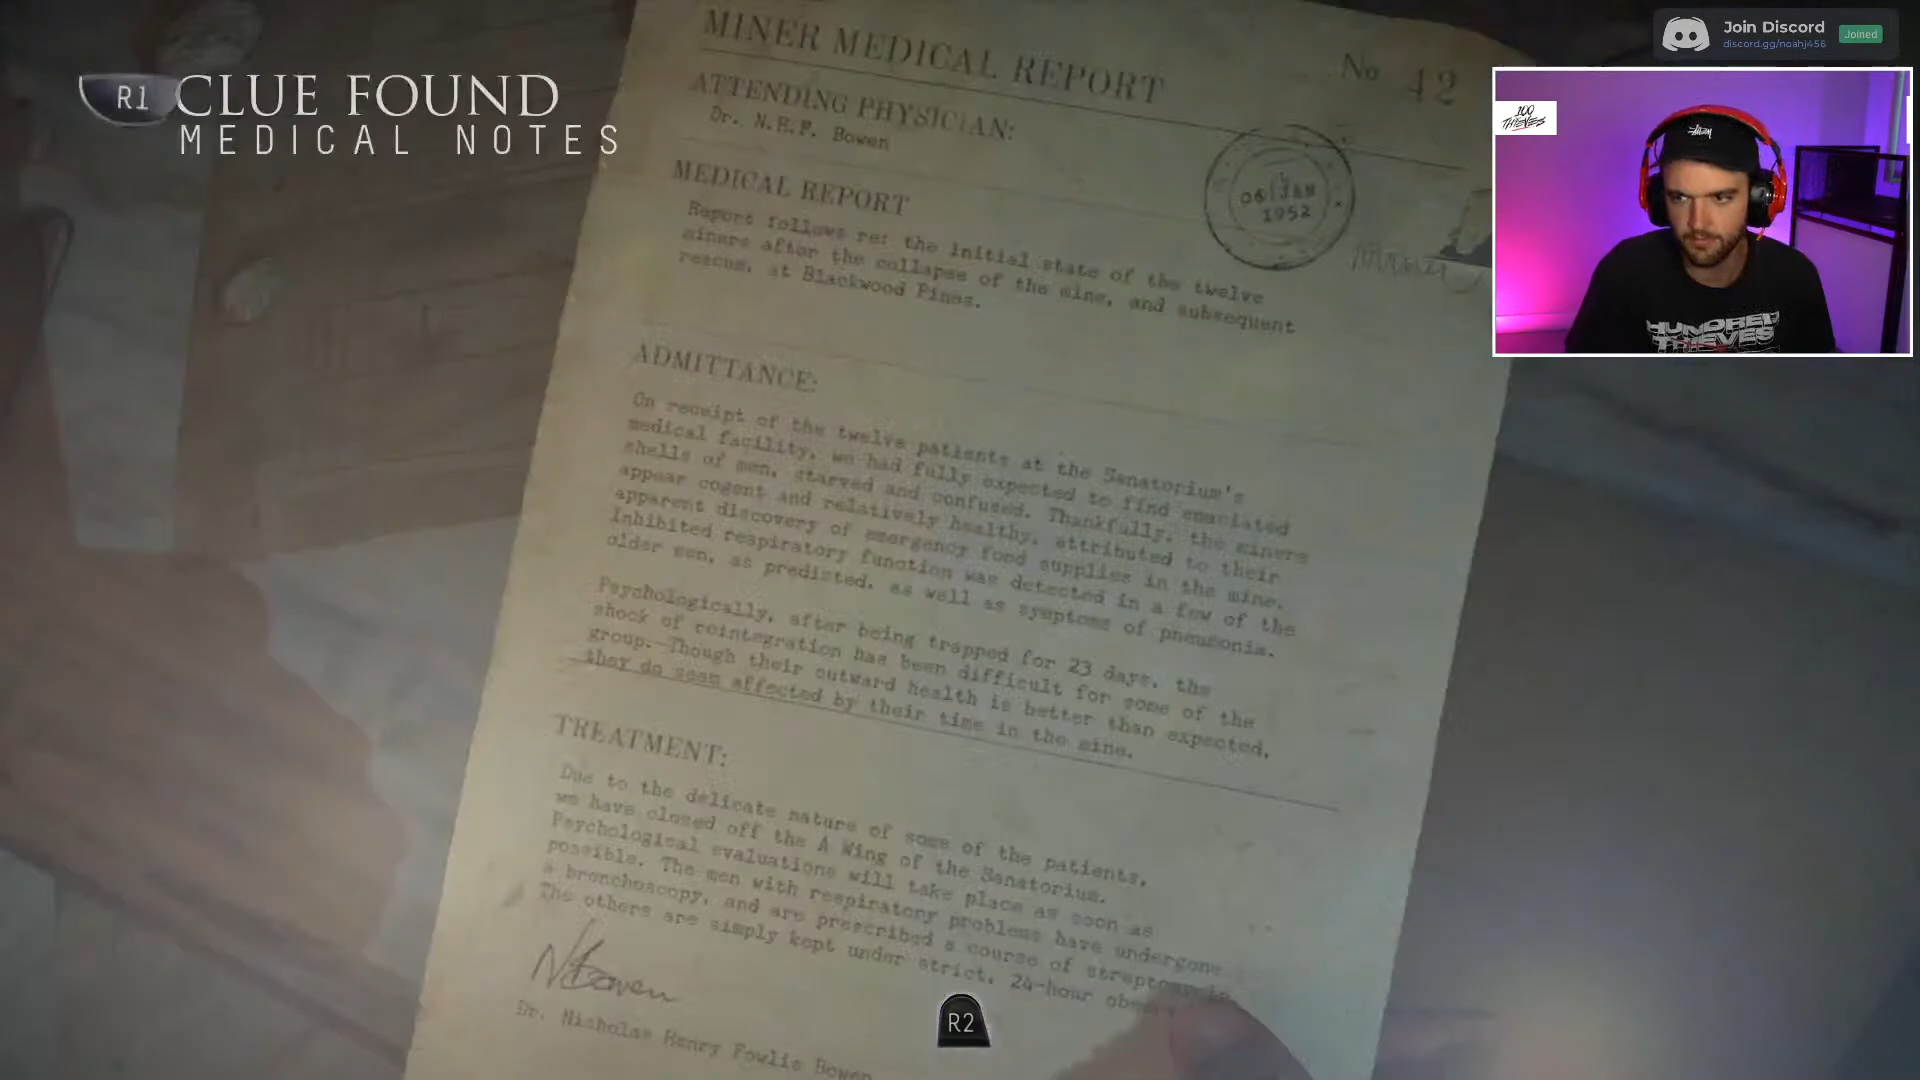 Join Discord
discord.gg/noahj456
Joined
100
THIEVES
HUNDRED
THIEVES
R1
CLUE FOUND
MEDICAL NOTES
MINER MEDICAL REPORT
No 42
ATTENDING PHYSICIAN:
Dr. N.H.F. Bowen
06 JAN
1952
MEDICAL REPORT
Report follows re: the initial state of the twelve
miners after the collapse of the mine, and subsequent
rescue, at Blackwood Pines.
ADMITTANCE:
On receipt of the twelve patients at the Sanatorium's
medical facility, we had fully expected to find emaciated
shells of men, starved and confused. Thankfully, the miners
appear cogent and relatively healthy, attributed to their
apparent discovery of emergency food supplies in the mine.
Inhibited respiratory function was detected in a few of the
older men, as predicted, as well as symptoms of pneumonia.
Psychologically, after being trapped for 23 days, the
shock of reintegration has been difficult for some of the
group. Though their outward health is better than expected,
they do seem affected by their time in the mine.
TREATMENT:
Due to the delicate nature of some of the patients,
we have closed off the A Wing of the Sanatorium.
Psychological evaluations will take place as soon as
possible. The men with respiratory problems have undergone
a bronchoscopy, and are prescribed a course of streptomycin
The others are simply kept under strict, 24-hour
NBowen
Dr. Nicholas Henry Fowlis Bowen
R2